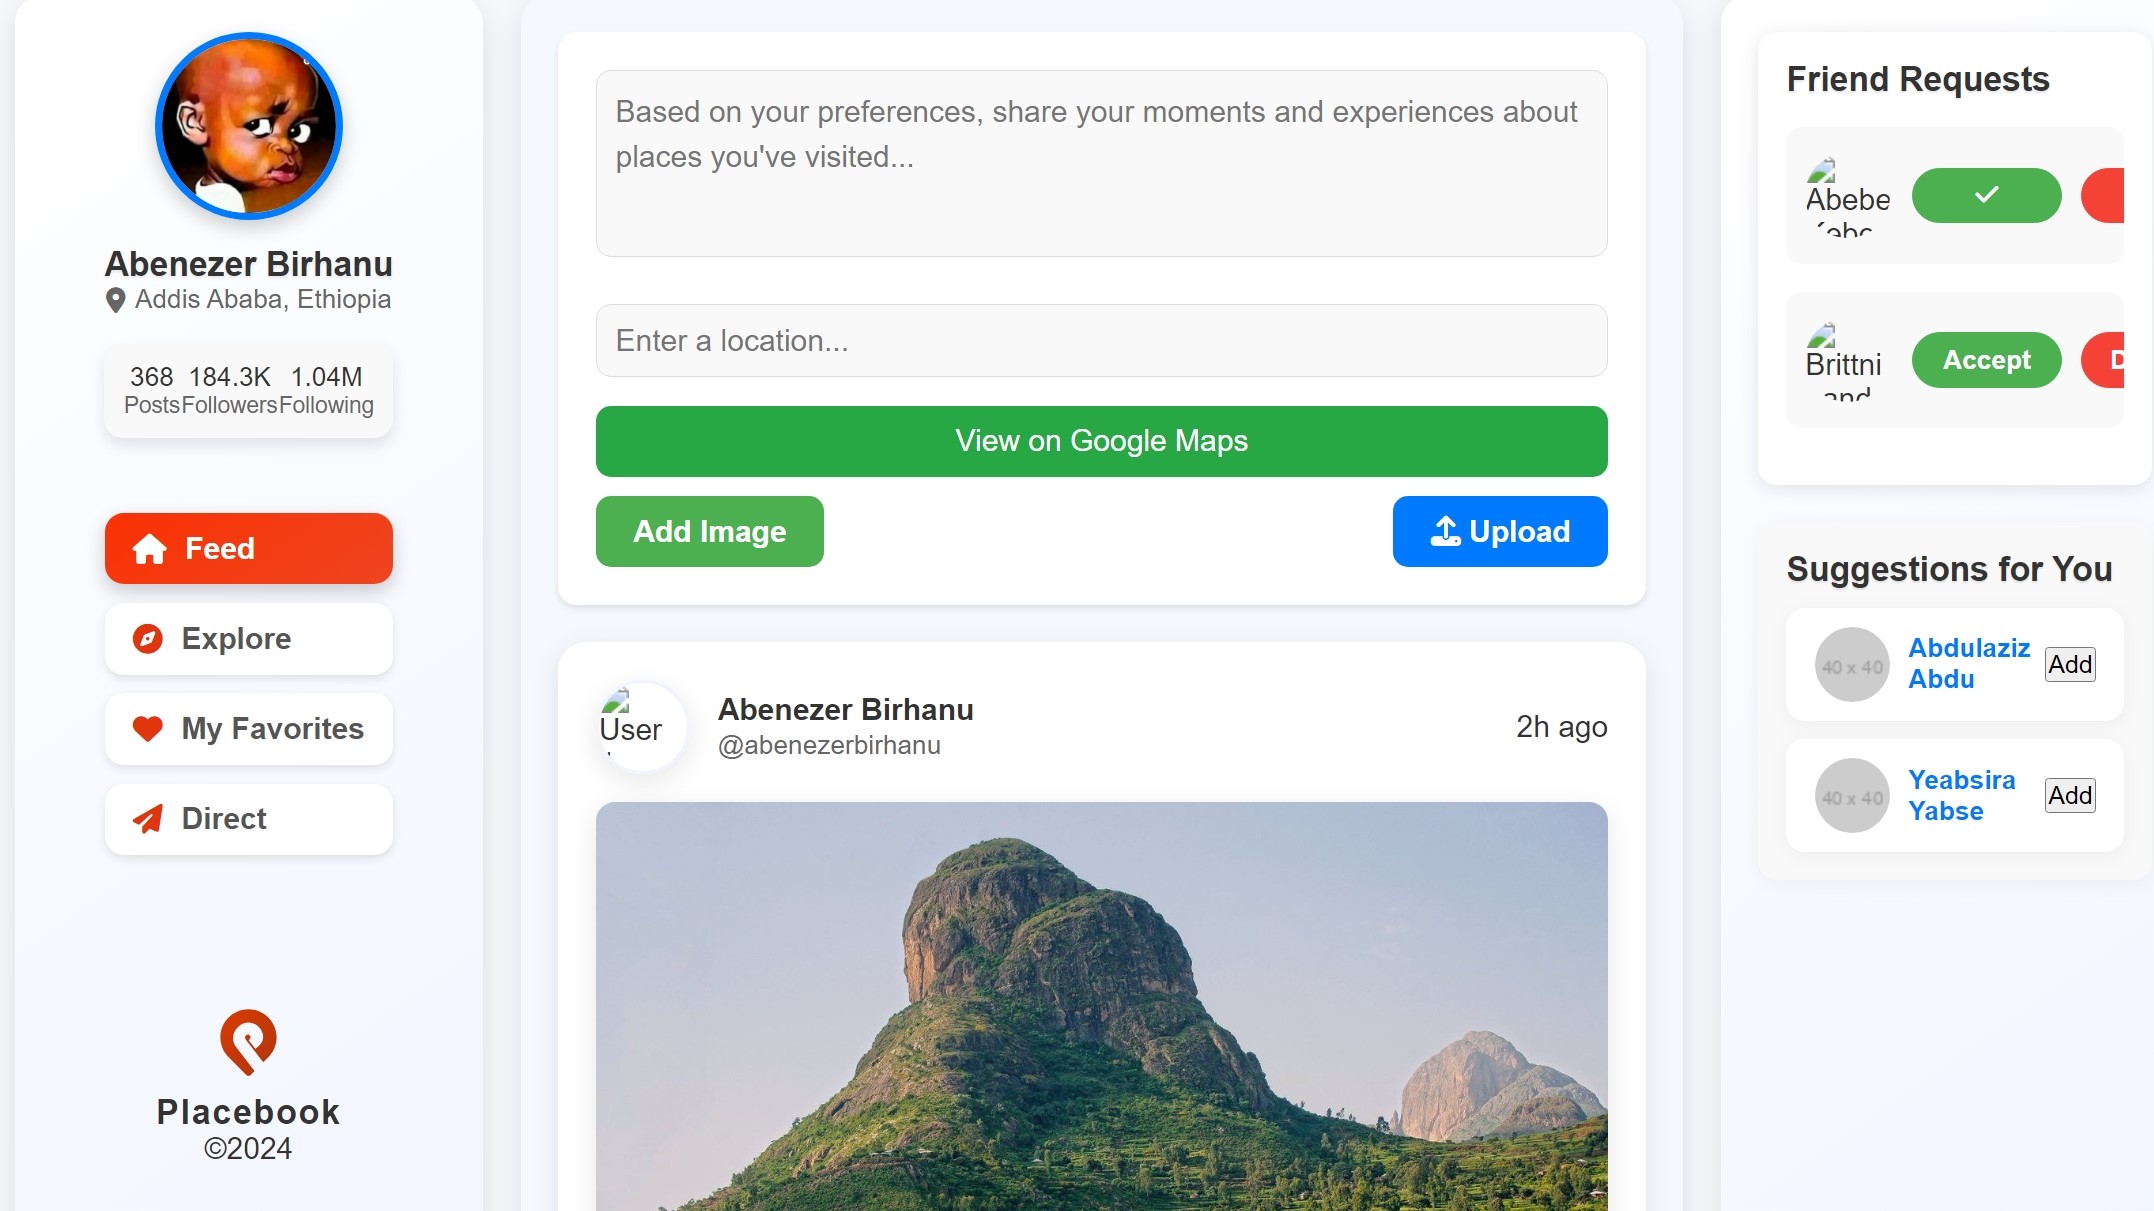 Abenezer Birhanu
Addis Ababa, Ethiopia
368 184.3K 1.04M
Posts Followers Following
Feed
Explore
My Favorites
Direct
Placebook
©2024
Based on your preferences, share your moments and experiences about
places you've visited...
Enter a location...
View on Google Maps
Add Image
Upload
Abenezer Birhanu
@abenezerbirhanu
2h ago
User
Friend Requests
Abebe
Brittni
Accept
Suggestions for You
40 x 40
Abdulaziz
Abdu
Add
40 x 40
Yeabsira
Yabse
Add